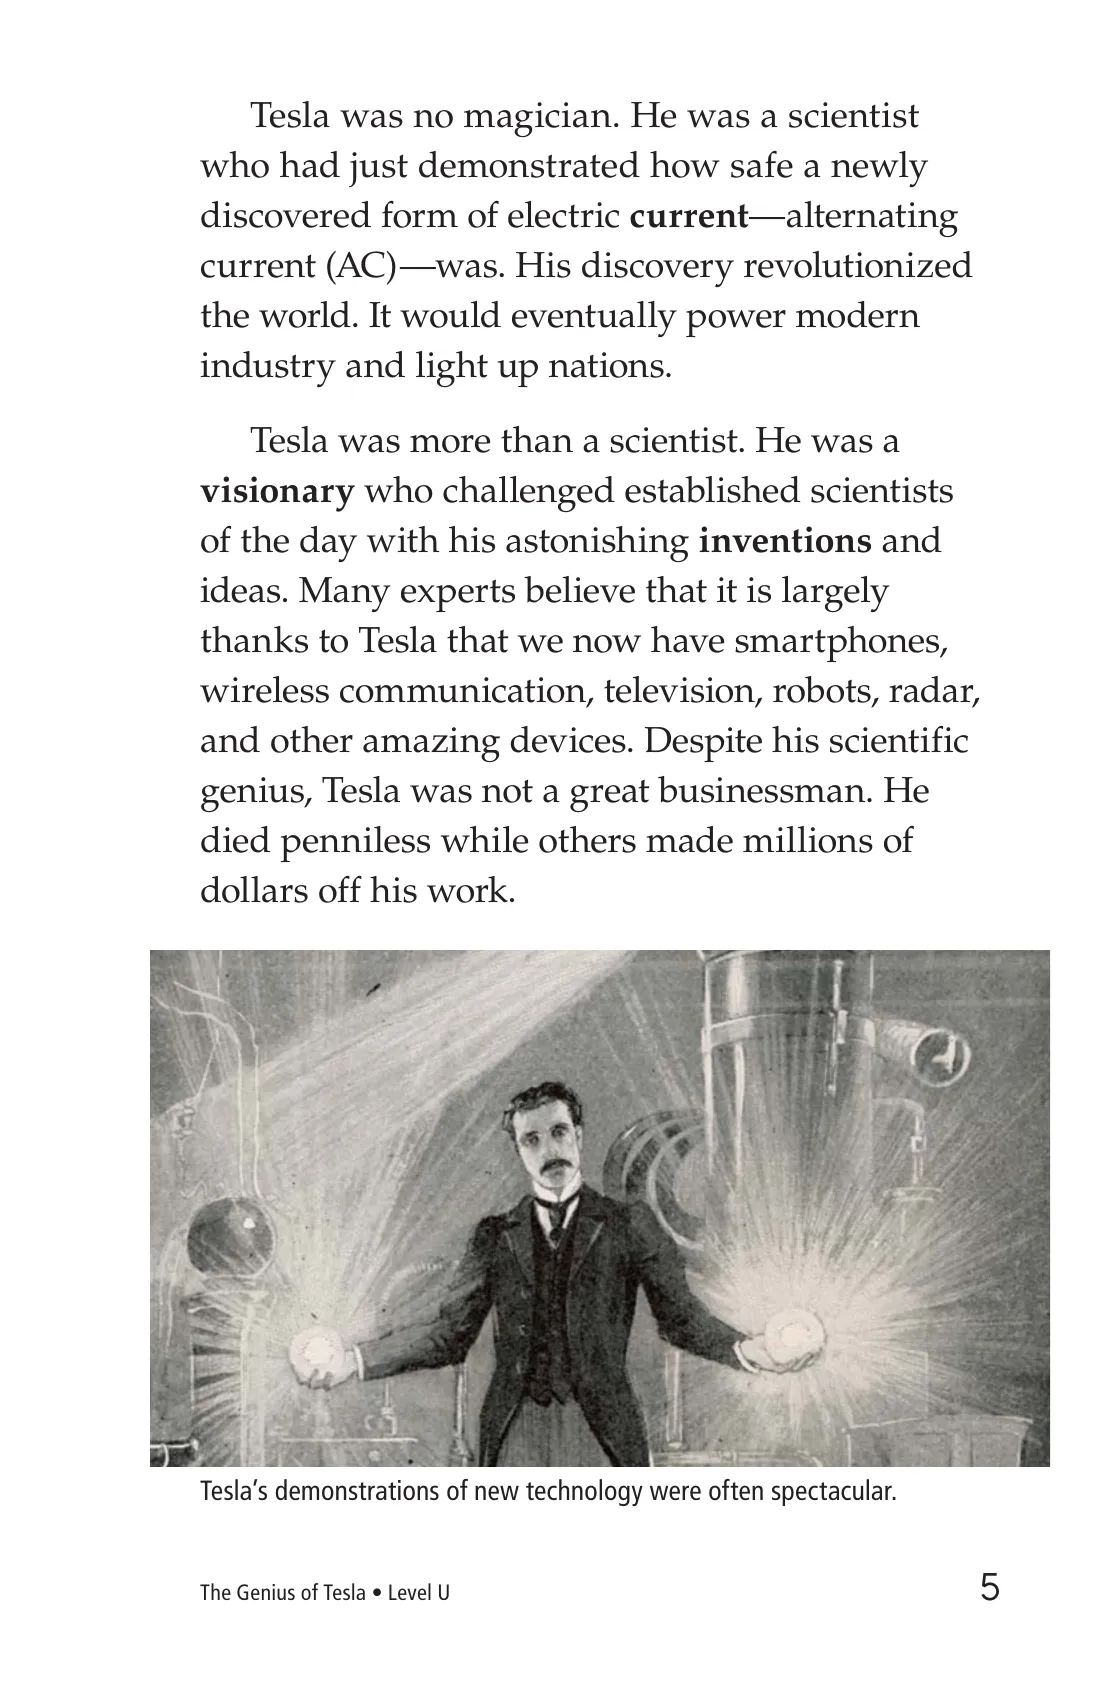 Tesla was no magician. He was a scientist
who had just demonstrated how safe a newly
discovered form of electric current—alternating
current (AC)—was. His discovery revolutionized
the world. It would eventually power modern
industry and light up nations.
Tesla was more than a scientist. He was a
visionary who challenged established scientists
of the day with his astonishing inventions and
ideas. Many experts believe that it is largely
thanks to Tesla that we now have smartphones,
wireless communication, television, robots, radar,
and other amazing devices. Despite his scientific
genius, Tesla was not a great businessman. He
died penniless while others made millions of
dollars off his work.
Tesla’s demonstrations of new technology were often spectacular.
The Genius of Tesla • Level U
5